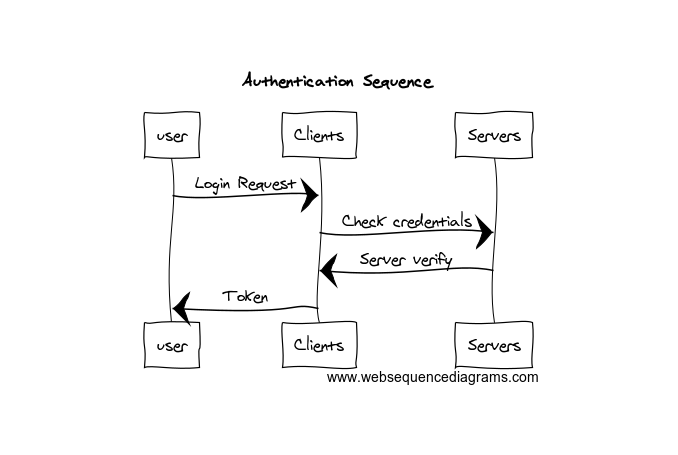 Authentication Sequence
user Clients Servers
Login Request
Check credentials
Server verify
Token
user Clients Servers
www.websequencediagrams.com